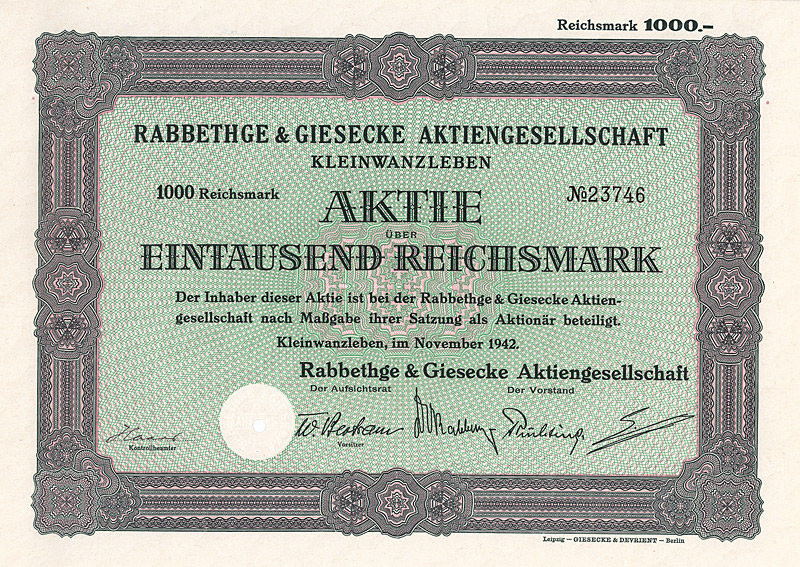 Reichsmark 1000.–
RABBETHGE & GIESECKE AKTIENGESELLSCHAFT
KLEINWANZLEBEN
1000 Reichsmark
AKTIE
№23746
ÜBER
EINTAUSEND REICHSMARK
Der Inhaber dieser Aktie ist bei der Rabbethge & Giesecke Aktien-
gesellschaft nach Maßgabe ihrer Satzung als Aktionär beteiligt.
Kleinwanzleben, im November 1942.
Rabbethge & Giesecke Aktiengesellschaft
Der Aufsichtsrat
Der Vorstand
Kontrollbeamter
Vorsitzer
Leipzig – GIESECKE & DEVRIENT – Berlin